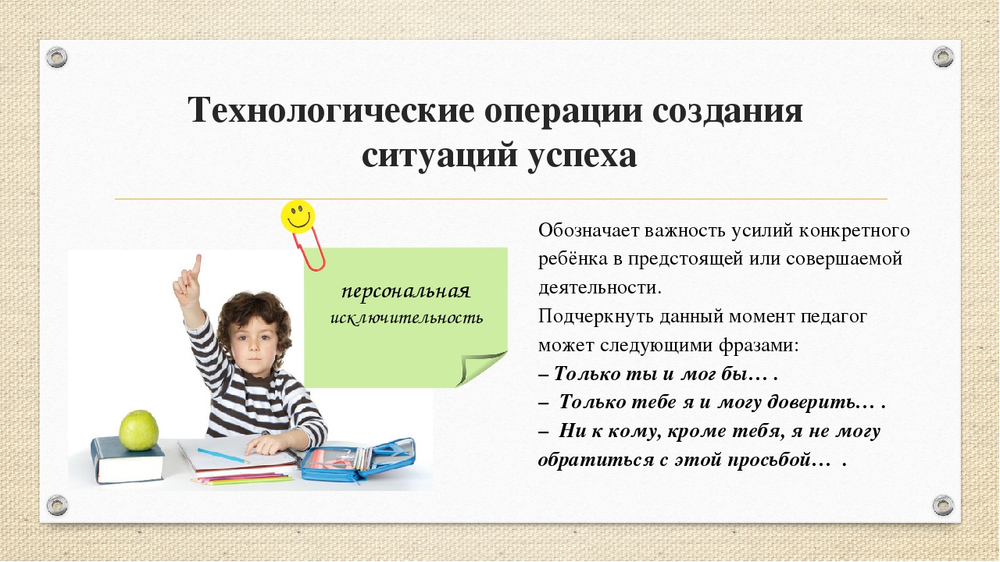 Технологические операции создания
ситуаций успеха
персональная
исключительность
Обозначает важность усилий конкретного
ребёнка в предстоящей или совершаемой
деятельности.
Подчеркнуть данный момент педагог
может следующими фразами:
– Только ты и мог бы… .
– Только тебе я и могу доверить… .
– Ни к кому, кроме тебя, я не могу
обратиться с этой просьбой… .